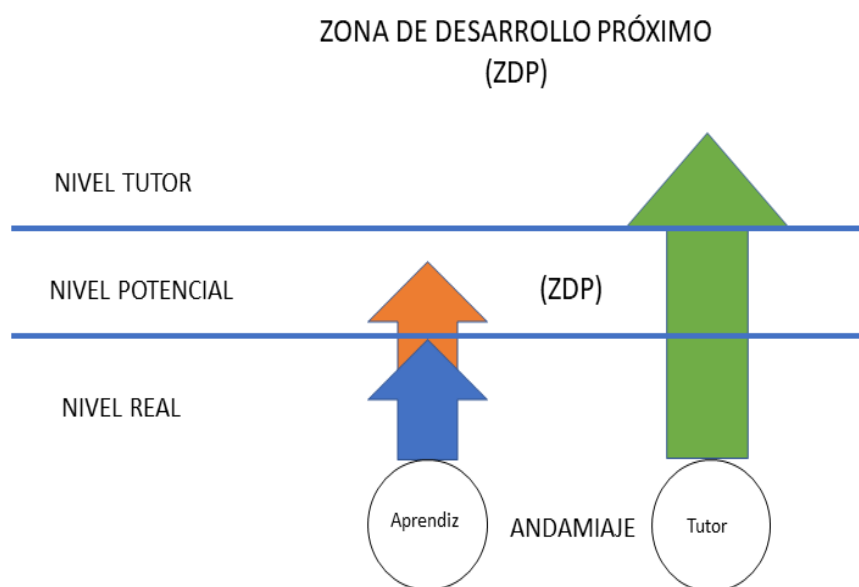 ZONA DE DESARROLLO PRÓXIMO
(ZDP)
NIVEL TUTOR
NIVEL POTENCIAL
(ZDP)
NIVEL REAL
Aprendiz
ANDAMIAJE
Tutor